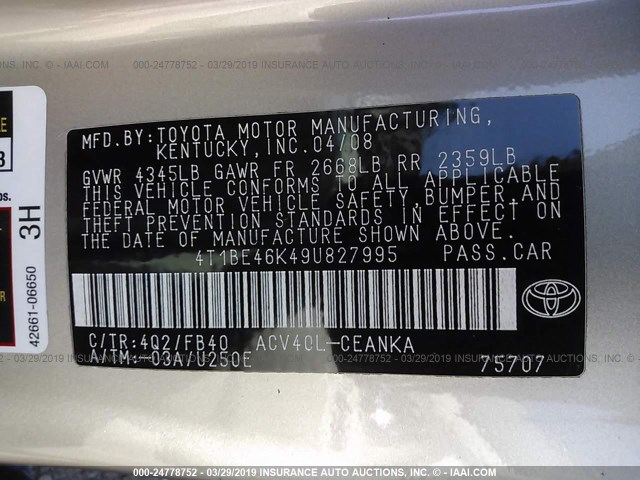 000-24778752 - 03/29/2019 INSURANCE AUTO AUCTIONS - © - IAAI.COM
MFD.BY:TOYOTA MOTOR MANUFACTURING,
KENTUCKY, INC. 04/08
GVWR 4345LB GAWR FR 2668LB RR 2359LB
THIS VEHICLE CONFORMS TO ALL APPLICABLE
FEDERAL MOTOR VEHICLE SAFETY, BUMPER, AND
THEFT PREVENTION STANDARDS IN EFFECT ON
THE DATE OF MANUFACTURE SHOWN ABOVE.
4T1BE46K49U827995 PASS.CAR
C/TR:4Q2/FB40 ACV40L-CEANKA
A/TM:-03A/U250E 75707
3H
42661-06650
000-24778752 - 03/29/2019 INSURANCE AUTO AUCTIONS - © - IAAI.COM